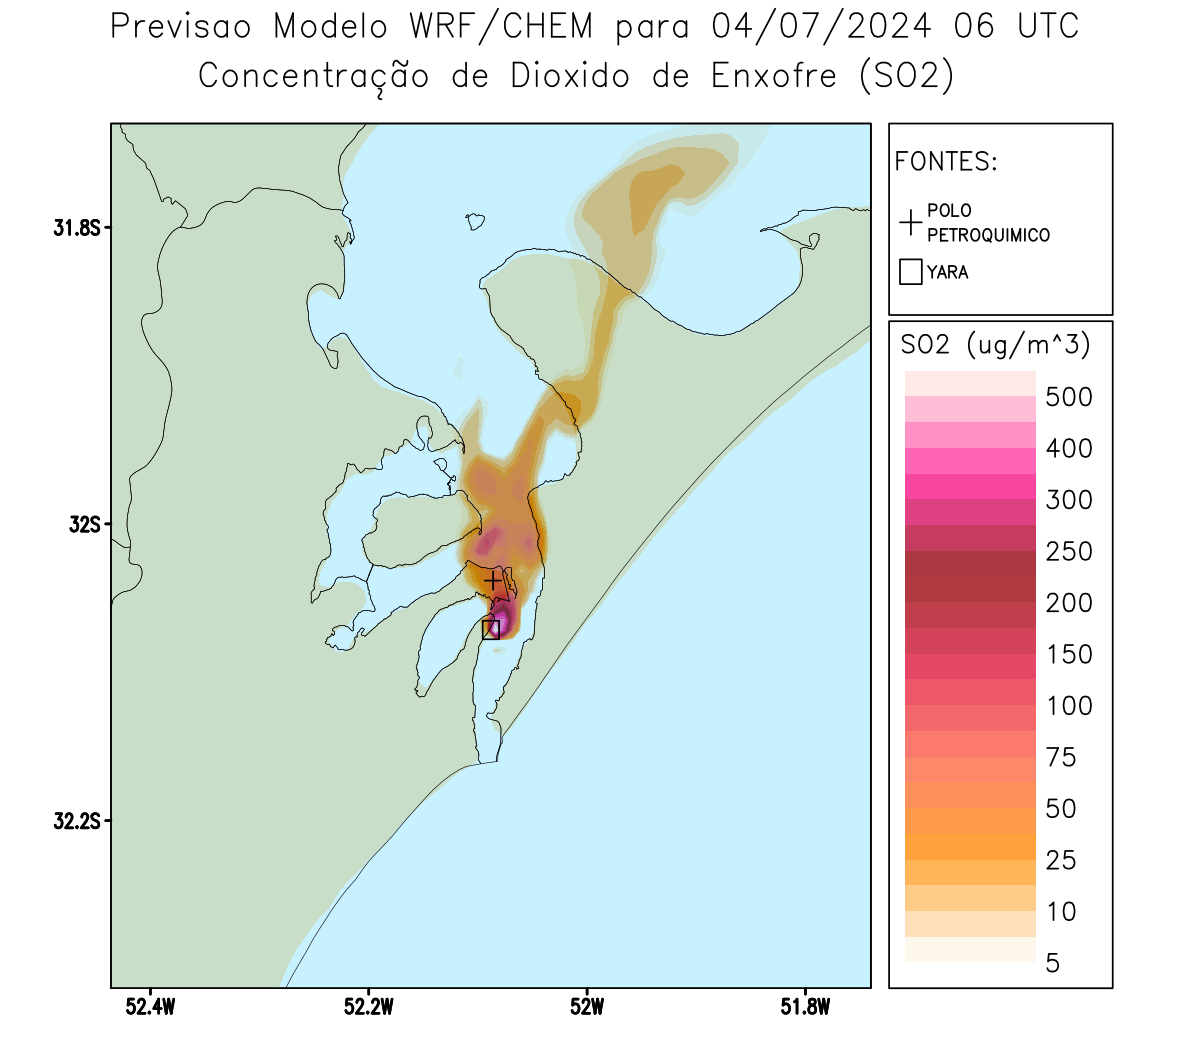 Previsao Modelo WRF/CHEM para 04/07/2024 06 UTC
Concentração de Dioxido de Enxofre (SO2)
FONTES:
POLO
PETROQUIMICO
YARA
31.8S
32S
32.2S
52.4W
52.2W
52W
51.8W
SO2 (ug/m^3)
500
400
300
250
200
150
100
75
50
25
10
5